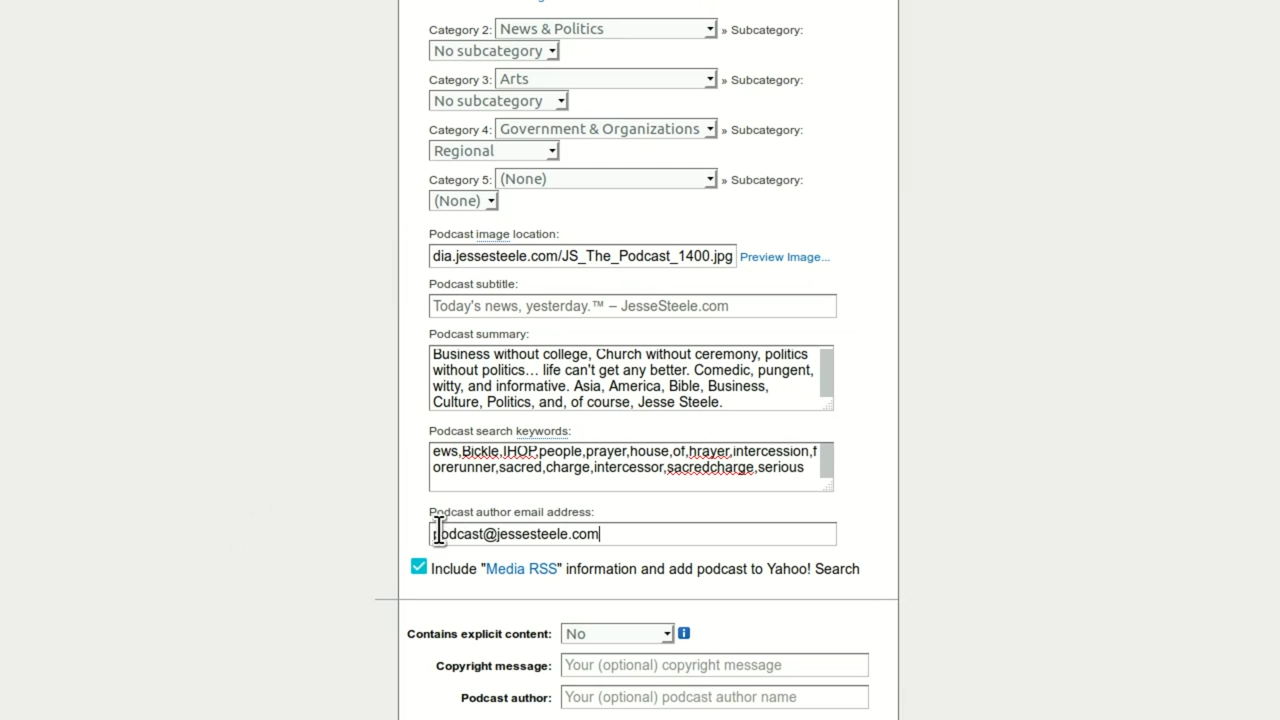 Category 2: News & Politics » Subcategory:
No subcategory
Category 3: Arts » Subcategory:
No subcategory
Category 4: Government & Organizations » Subcategory:
Regional
Category 5: (None) » Subcategory:
(None)
Podcast image location:
dia.jessesteele.com/JS_The_Podcast_1400.jpg Preview Image...
Podcast subtitle:
Today's news, yesterday.™ – JesseSteele.com
Podcast summary:
Business without college, Church without ceremony, politics
without politics… life can't get any better. Comedic, pungent,
witty, and informative. Asia, America, Bible, Business,
Culture, Politics, and, of course, Jesse Steele.
Podcast search keywords:
ews,Bickle,IHOP,people,prayer,house,of,hrayer,intercession,f
orerunner,sacred,charge,intercessor,sacredcharge,serious
Podcast author email address:
podcast@jessesteele.com
Include "Media RSS" information and add podcast to Yahoo! Search
Contains explicit content: No
Copyright message: Your (optional) copyright message
Podcast author: Your (optional) podcast author name